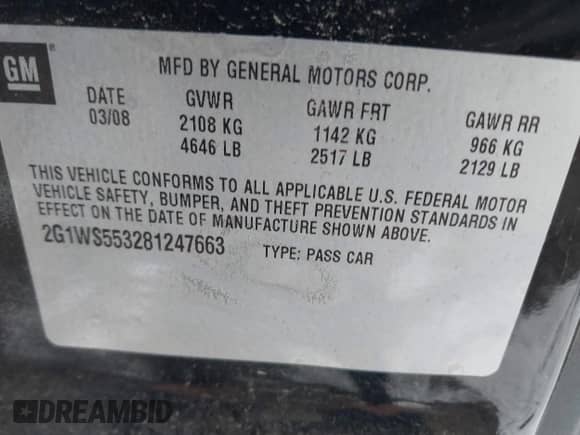 GM ®
MFD BY GENERAL MOTORS CORP.
DATE GVWR GAWR FRT GAWR RR
03/08 2108 KG 1142 KG 966 KG
4646 LB 2517 LB 2129 LB
THIS VEHICLE CONFORMS TO ALL APPLICABLE U.S. FEDERAL MOTOR
VEHICLE SAFETY, BUMPER, AND THEFT PREVENTION STANDARDS IN
EFFECT ON THE DATE OF MANUFACTURE SHOWN ABOVE.
2G1WS553281247663 TYPE: PASS CAR
DREAMBID